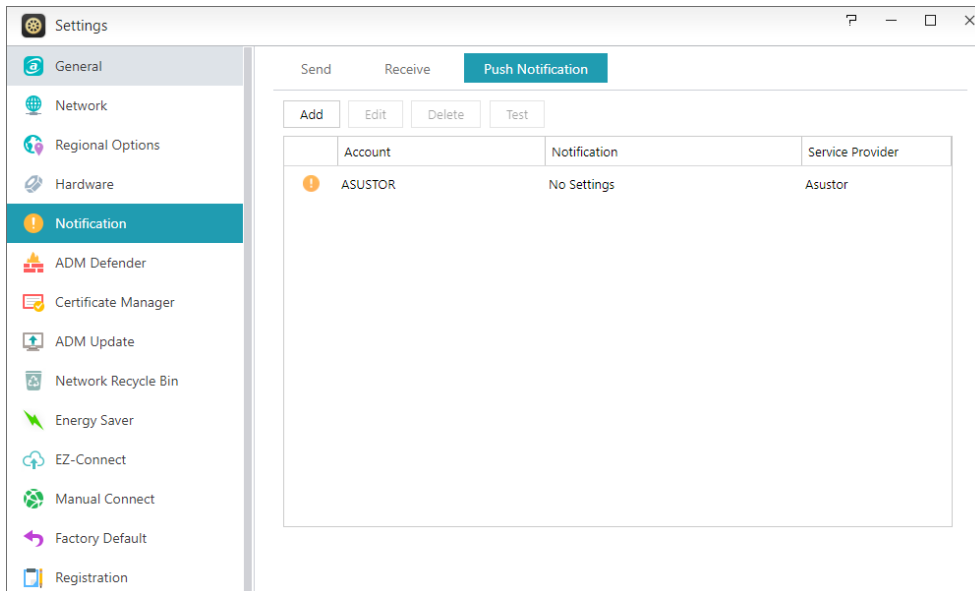 Settings
General
Network
Regional Options
Hardware
Notification
ADM Defender
Certificate Manager
ADM Update
Network Recycle Bin
Energy Saver
EZ-Connect
Manual Connect
Factory Default
Registration
Send Receive Push Notification
Add Edit Delete Test
Account Notification Service Provider
ASUSTOR No Settings Asustor